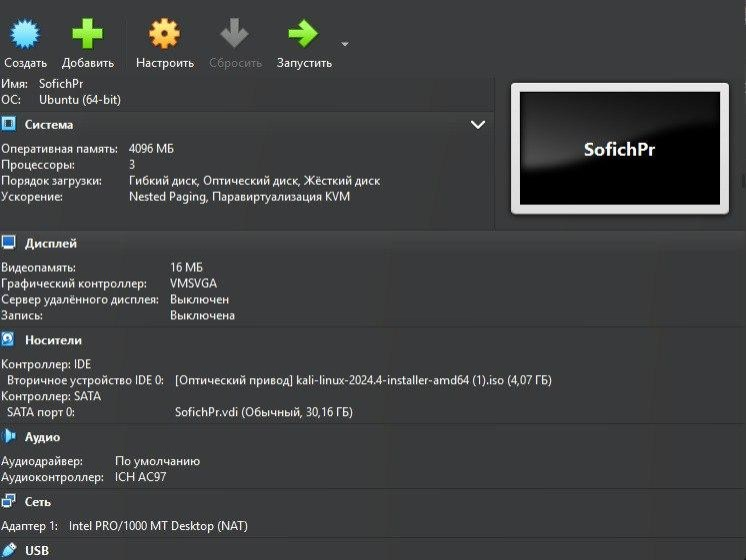 Создать Добавить Настроить Сбросить Запустить
Имя: SofichPr
ОС: Ubuntu (64-bit)
Система
Оперативная память: 4096 МБ
Процессоры: 3
Порядок загрузки: Гибкий диск, Оптический диск, Жёсткий диск
Ускорение: Nested Paging, Паравиртуализация KVM
SofichPr
Дисплей
Видеопамять: 16 МБ
Графический контроллер: VMSVGA
Сервер удалённого дисплея: Выключен
Запись: Выключена
Носители
Контроллер: IDE
Вторичное устройство IDE 0: [Оптический привод] kali-linux-2024.4-installer-amd64 (1).iso (4,07 ГБ)
Контроллер: SATA
SATA порт 0: SofichPr.vdi (Обычный, 30,16 ГБ)
Аудио
Аудиодрайвер: По умолчанию
Аудиоконтроллер: ICH AC97
Сеть
Адаптер 1: Intel PRO/1000 MT Desktop (NAT)
USB